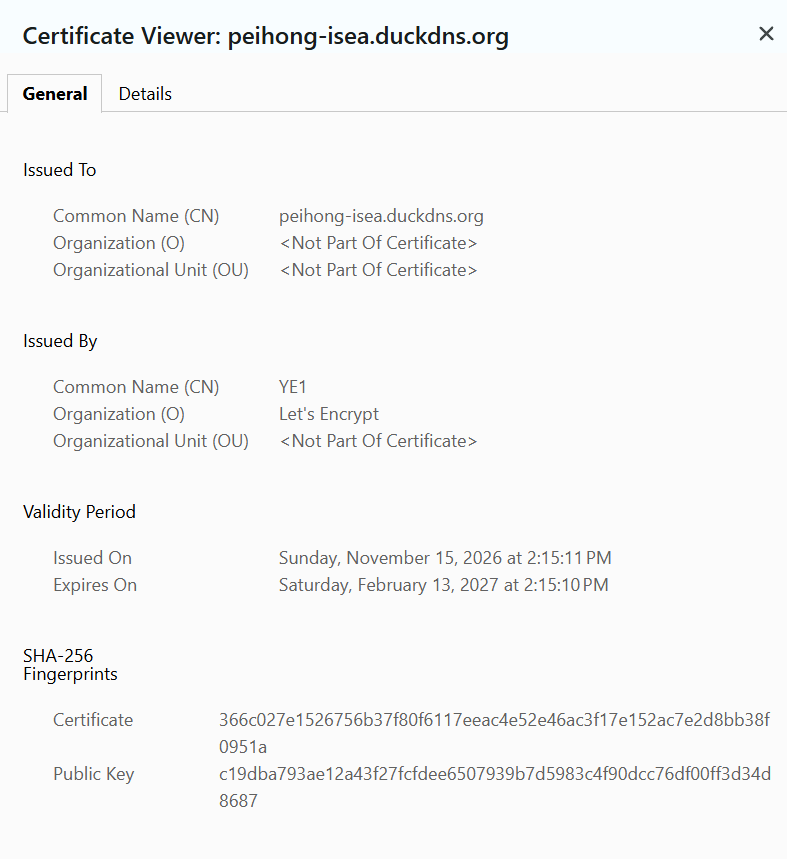 Certificate Viewer: peihong-isea.duckdns.org
General Details
Issued To
Common Name (CN) peihong-isea.duckdns.org
Organization (O) <Not Part Of Certificate>
Organizational Unit (OU) <Not Part Of Certificate>
Issued By
Common Name (CN) YE1
Organization (O) Let's Encrypt
Organizational Unit (OU) <Not Part Of Certificate>
Validity Period
Issued On Sunday, November 15, 2026 at 2:15:11 PM
Expires On Saturday, February 13, 2027 at 2:15:10 PM
SHA-256
Fingerprints
Certificate 366c027e1526756b37f80f6117eeac4e52e46ac3f17e152ac7e2d8bb38f
0951a
Public Key c19dba793ae12a43f27fcfdee6507939b7d5983c4f90dcc76df00ff3d34d
8687